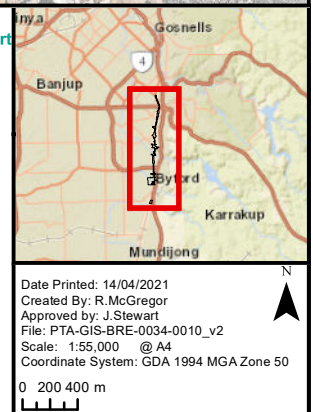 inya
Gosnells
rt
4
Banjup
Byford
Karrakup
Mundijong
N
Date Printed: 14/04/2021
Created By: R.McGregor
Approved by: J.Stewart
File: PTA-GIS-BRE-0034-0010_v2
Scale: 1:55,000 @ A4
Coordinate System: GDA 1994 MGA Zone 50
0 200 400 m